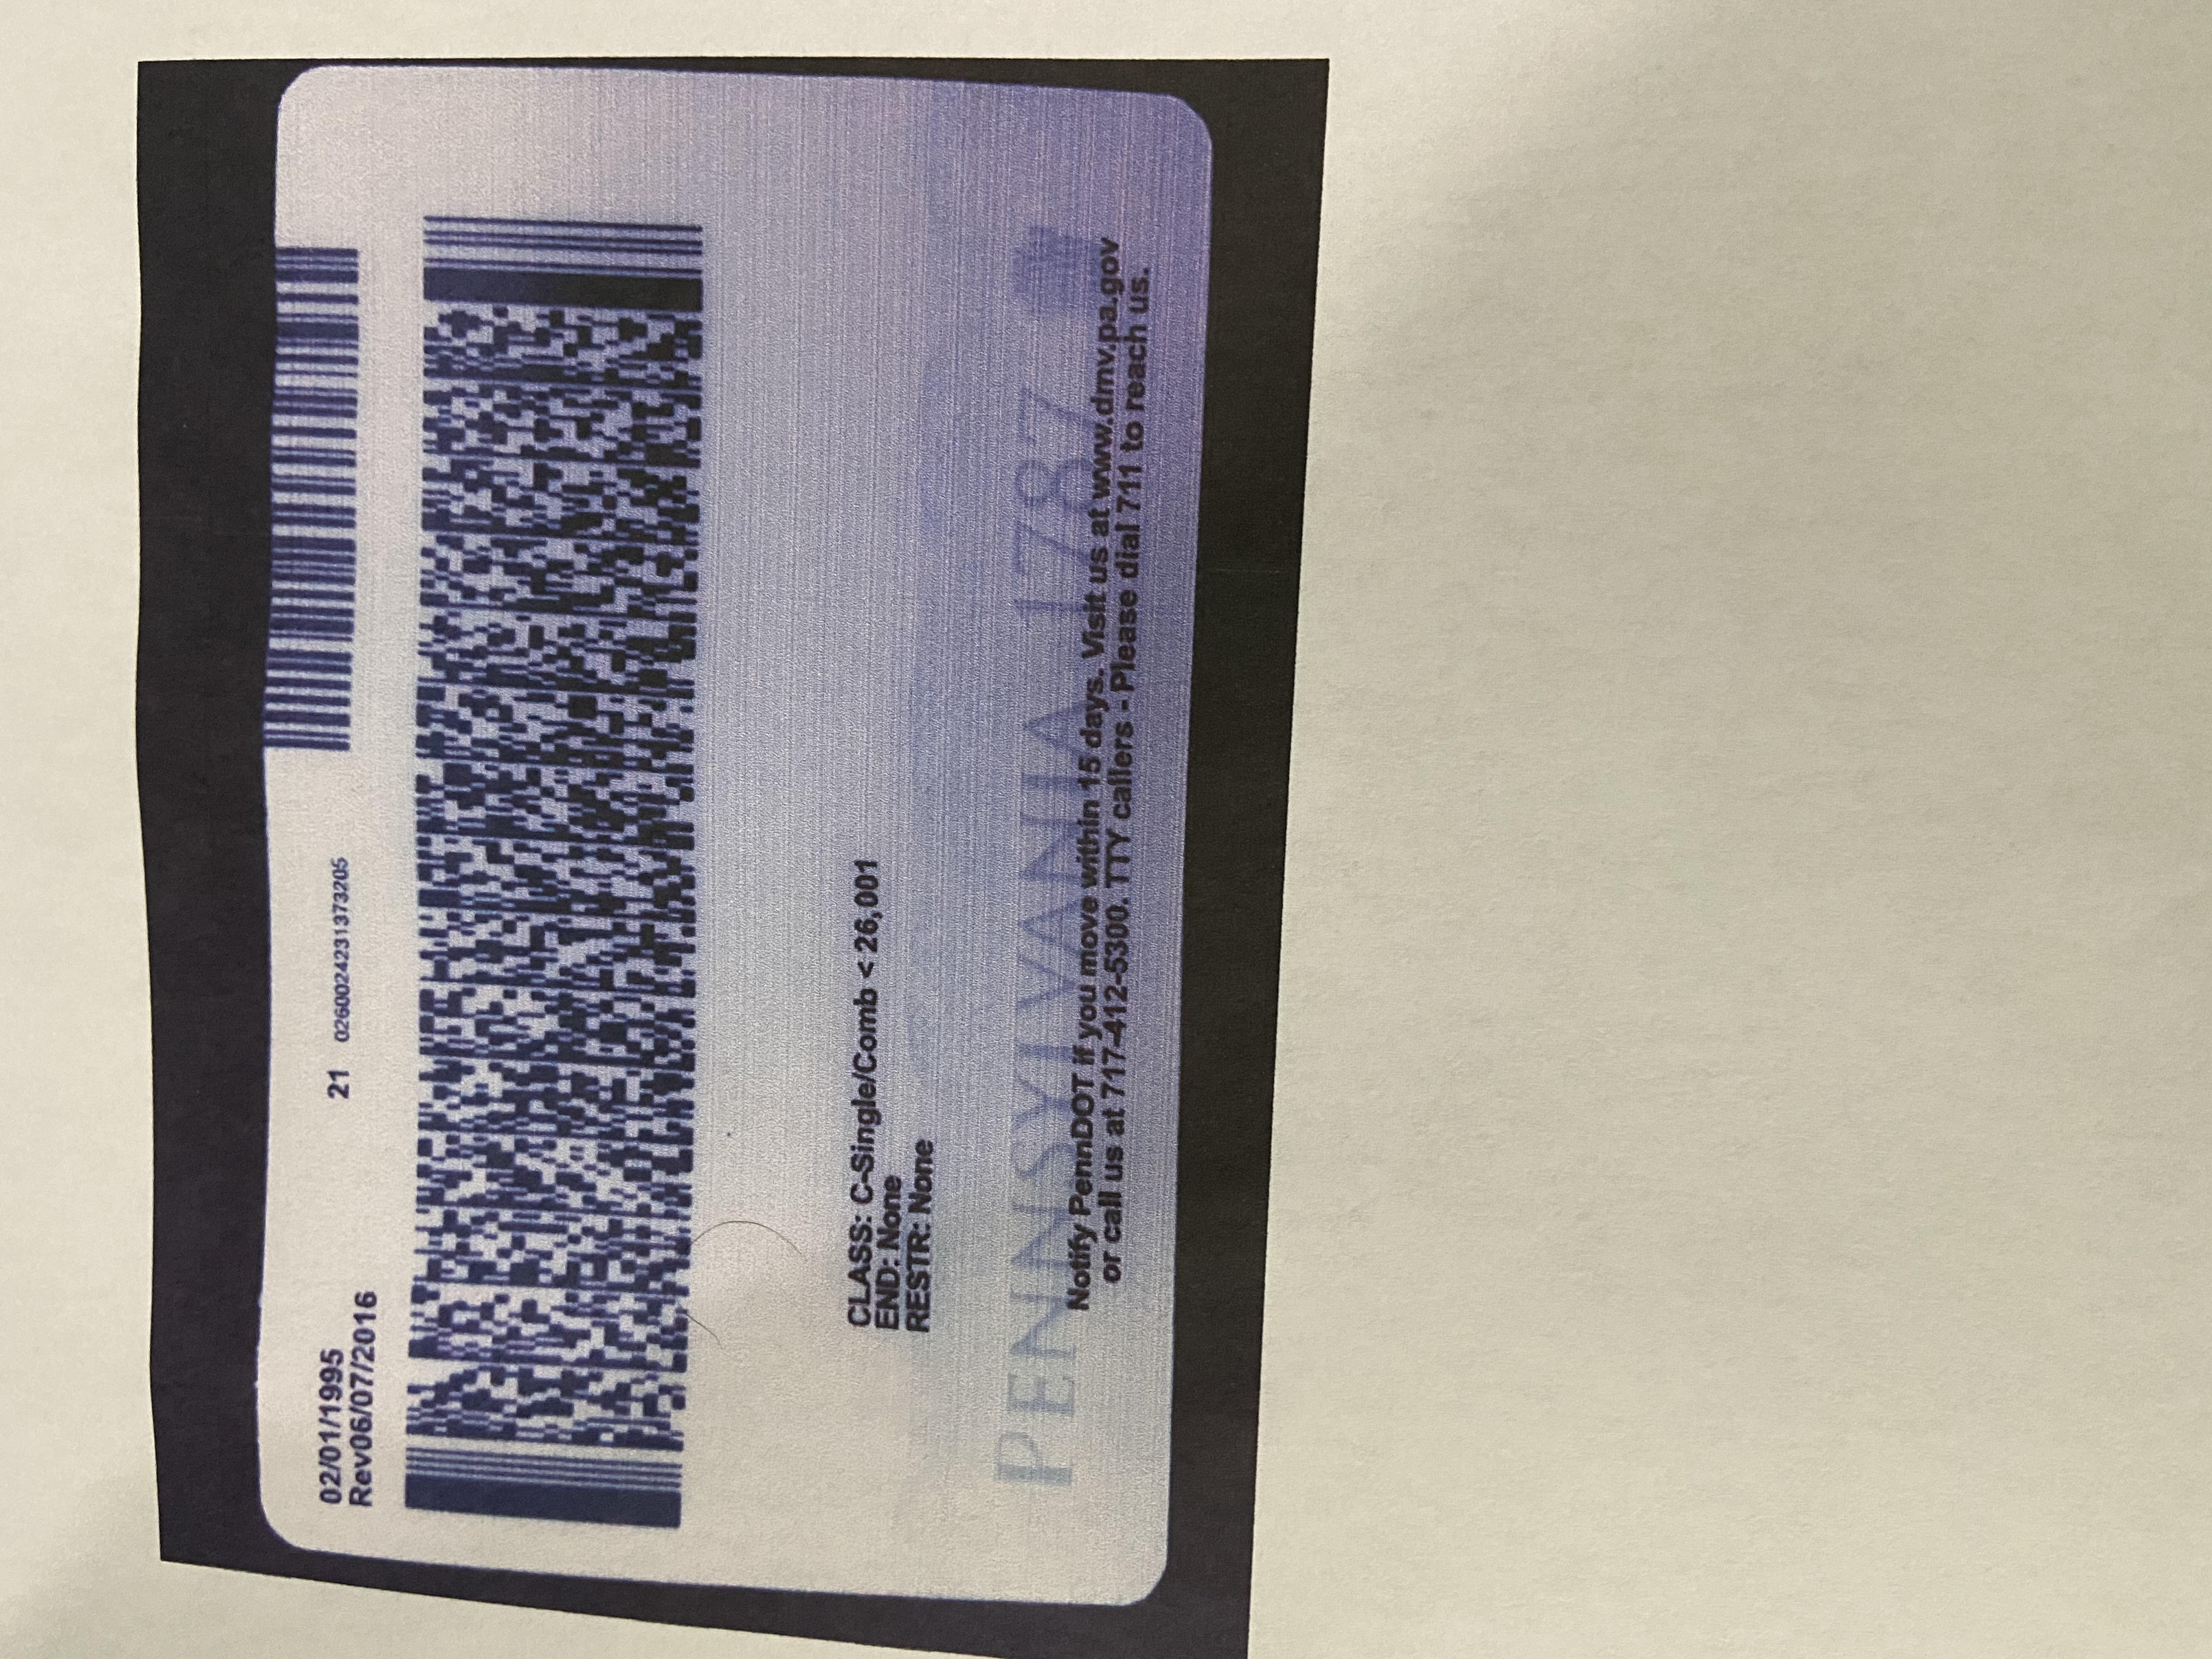 02/01/1995
Rev06/07/2016
21 0260024231373205
CLASS: C-Single/Comb < 26,001
END: None
RESTR: None
PENNSYLVANIA 1787
Notify PennDOT if you move within 15 days. Visit us at www.dmv.pa.gov
or call us at 717-412-5300. TTY callers - Please dial 711 to reach us.